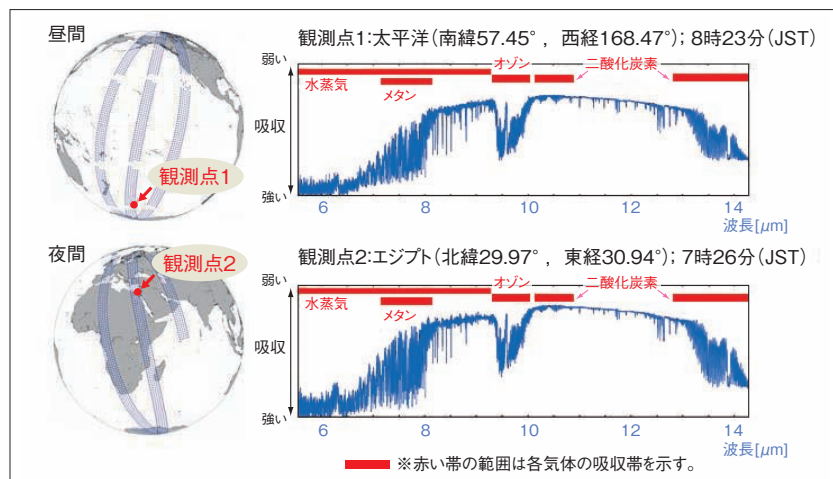 昼間
観測点1
観測点1:太平洋(南緯57.45°, 西経168.47°); 8時23分(JST)
弱い
吸収
強い
水蒸気
メタン
オゾン
二酸化炭素
6 8 10 12 14
波長[μm]
夜間
観測点2
観測点2:エジプト(北緯29.97°, 東経30.94°); 7時26分(JST)
弱い
吸収
強い
水蒸気
メタン
オゾン
二酸化炭素
6 8 10 12 14
波長[μm]
※赤い帯の範囲は各気体の吸収帯を示す。